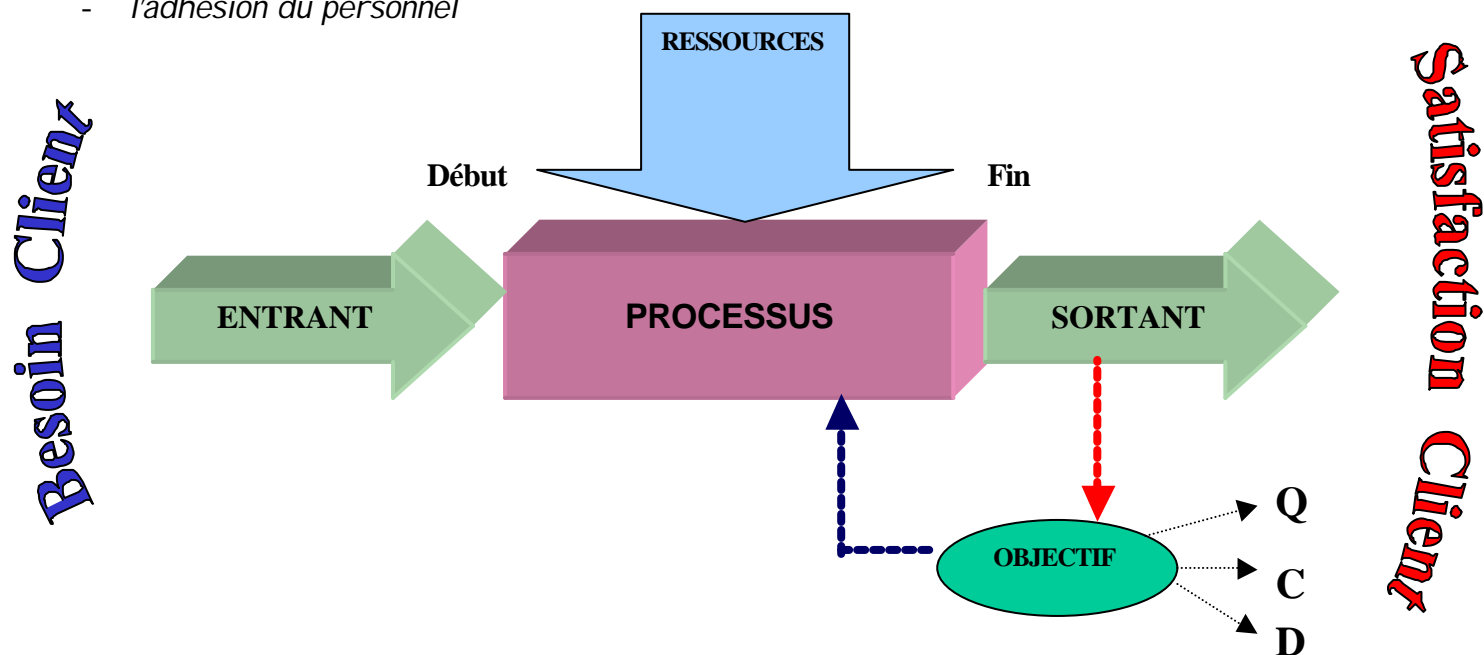 - l'adhésion du personnel
RESSOURCES
Début
Fin
Besoin Client
ENTRANT
PROCESSUS
SORTANT
Satisfaction Client
OBJECTIF
Q
C
D